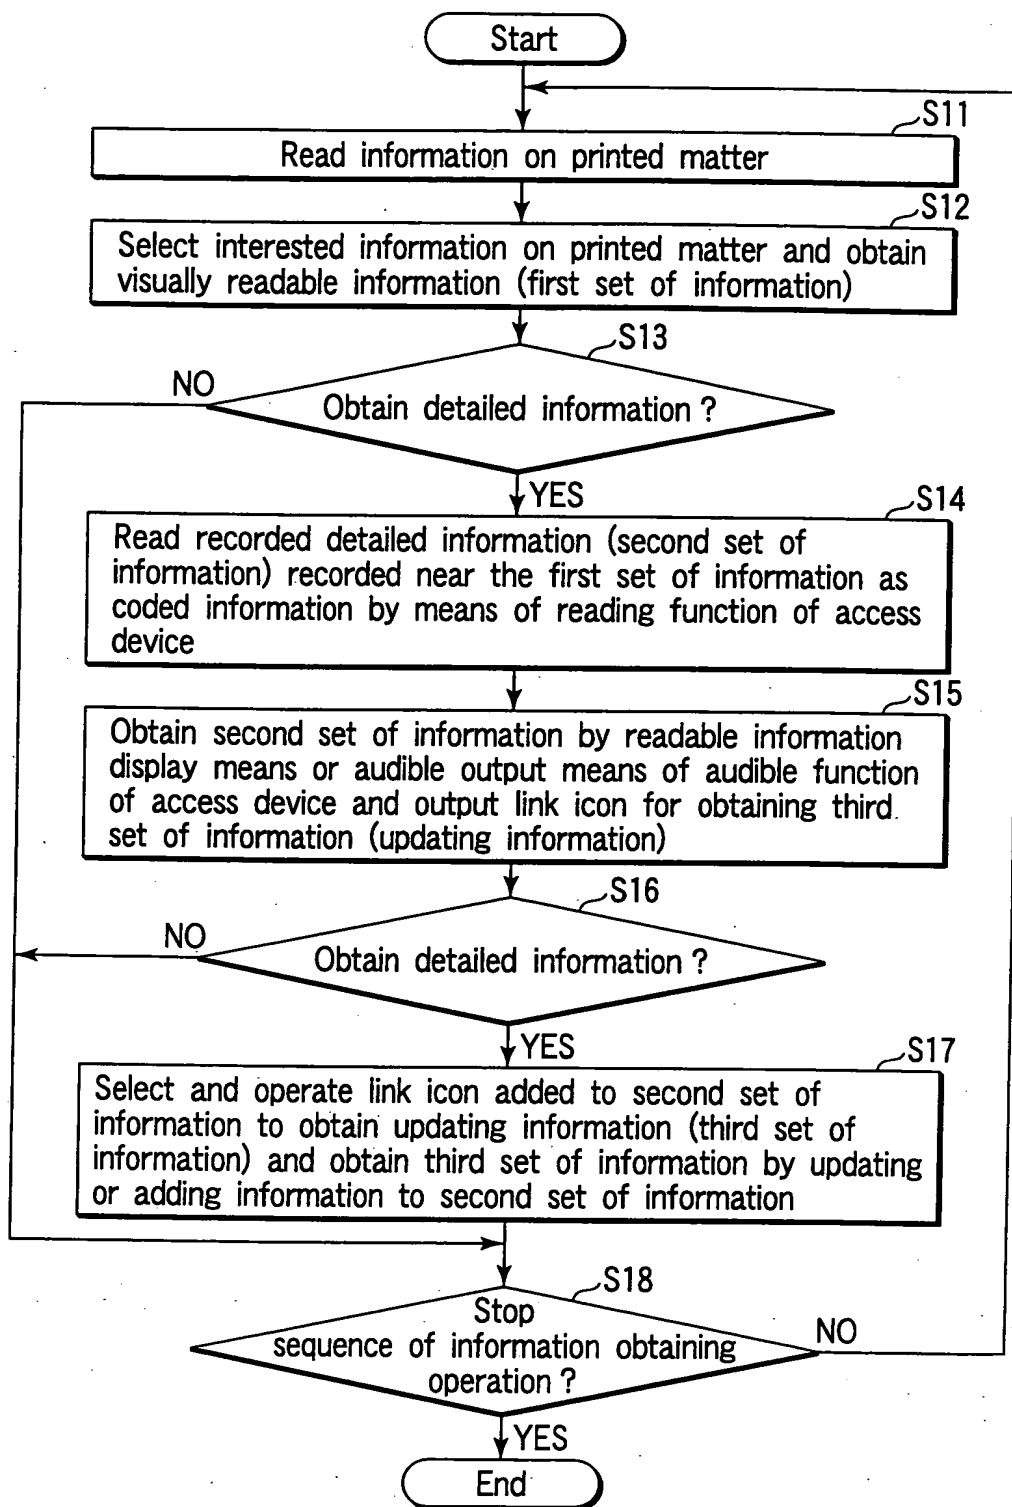 Start
S11
Read information on printed matter
S12
Select interested information on printed matter and obtain
visually readable information (first set of information)
S13
NO
Obtain detailed information ?
YES
S14
Read recorded detailed information (second set of
information) recorded near the first set of information as
coded information by means of reading function of access
device
S15
Obtain second set of information by readable information
display means or audible output means of audible function
of access device and output link icon for obtaining third
set of information (updating information)
S16
NO
Obtain detailed information ?
YES
S17
Select and operate link icon added to second set of
information to obtain updating information (third set of
information) and obtain third set of information by updating
or adding information to second set of information
S18
Stop
sequence of information obtaining
operation ?
NO
YES
End